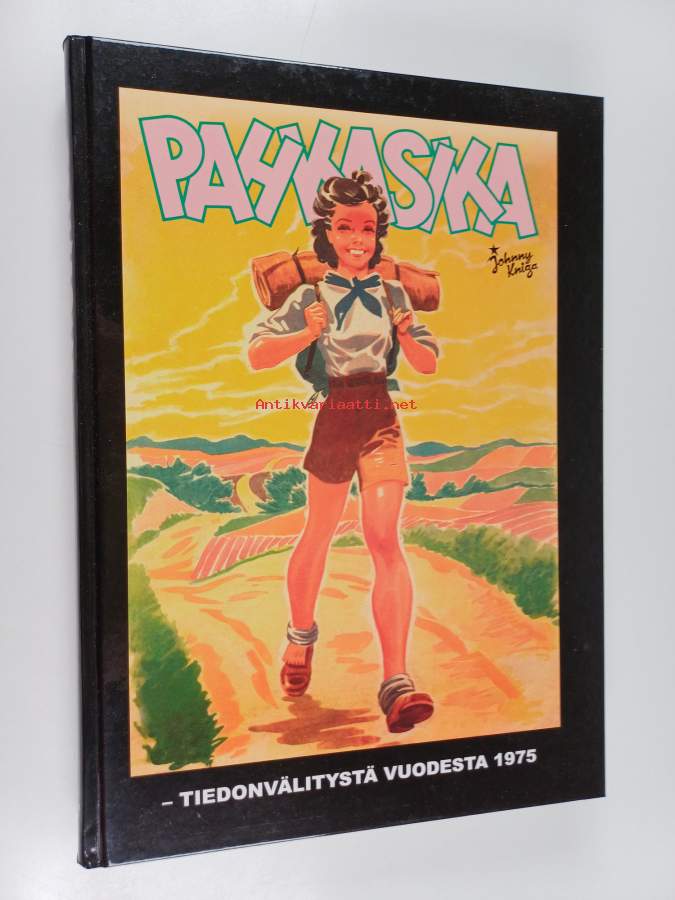 PAHKASIKA
Johnny
Kniga
Antikvariaatti.net
– TIEDONVÄLITYSTÄ VUODESTA 1975